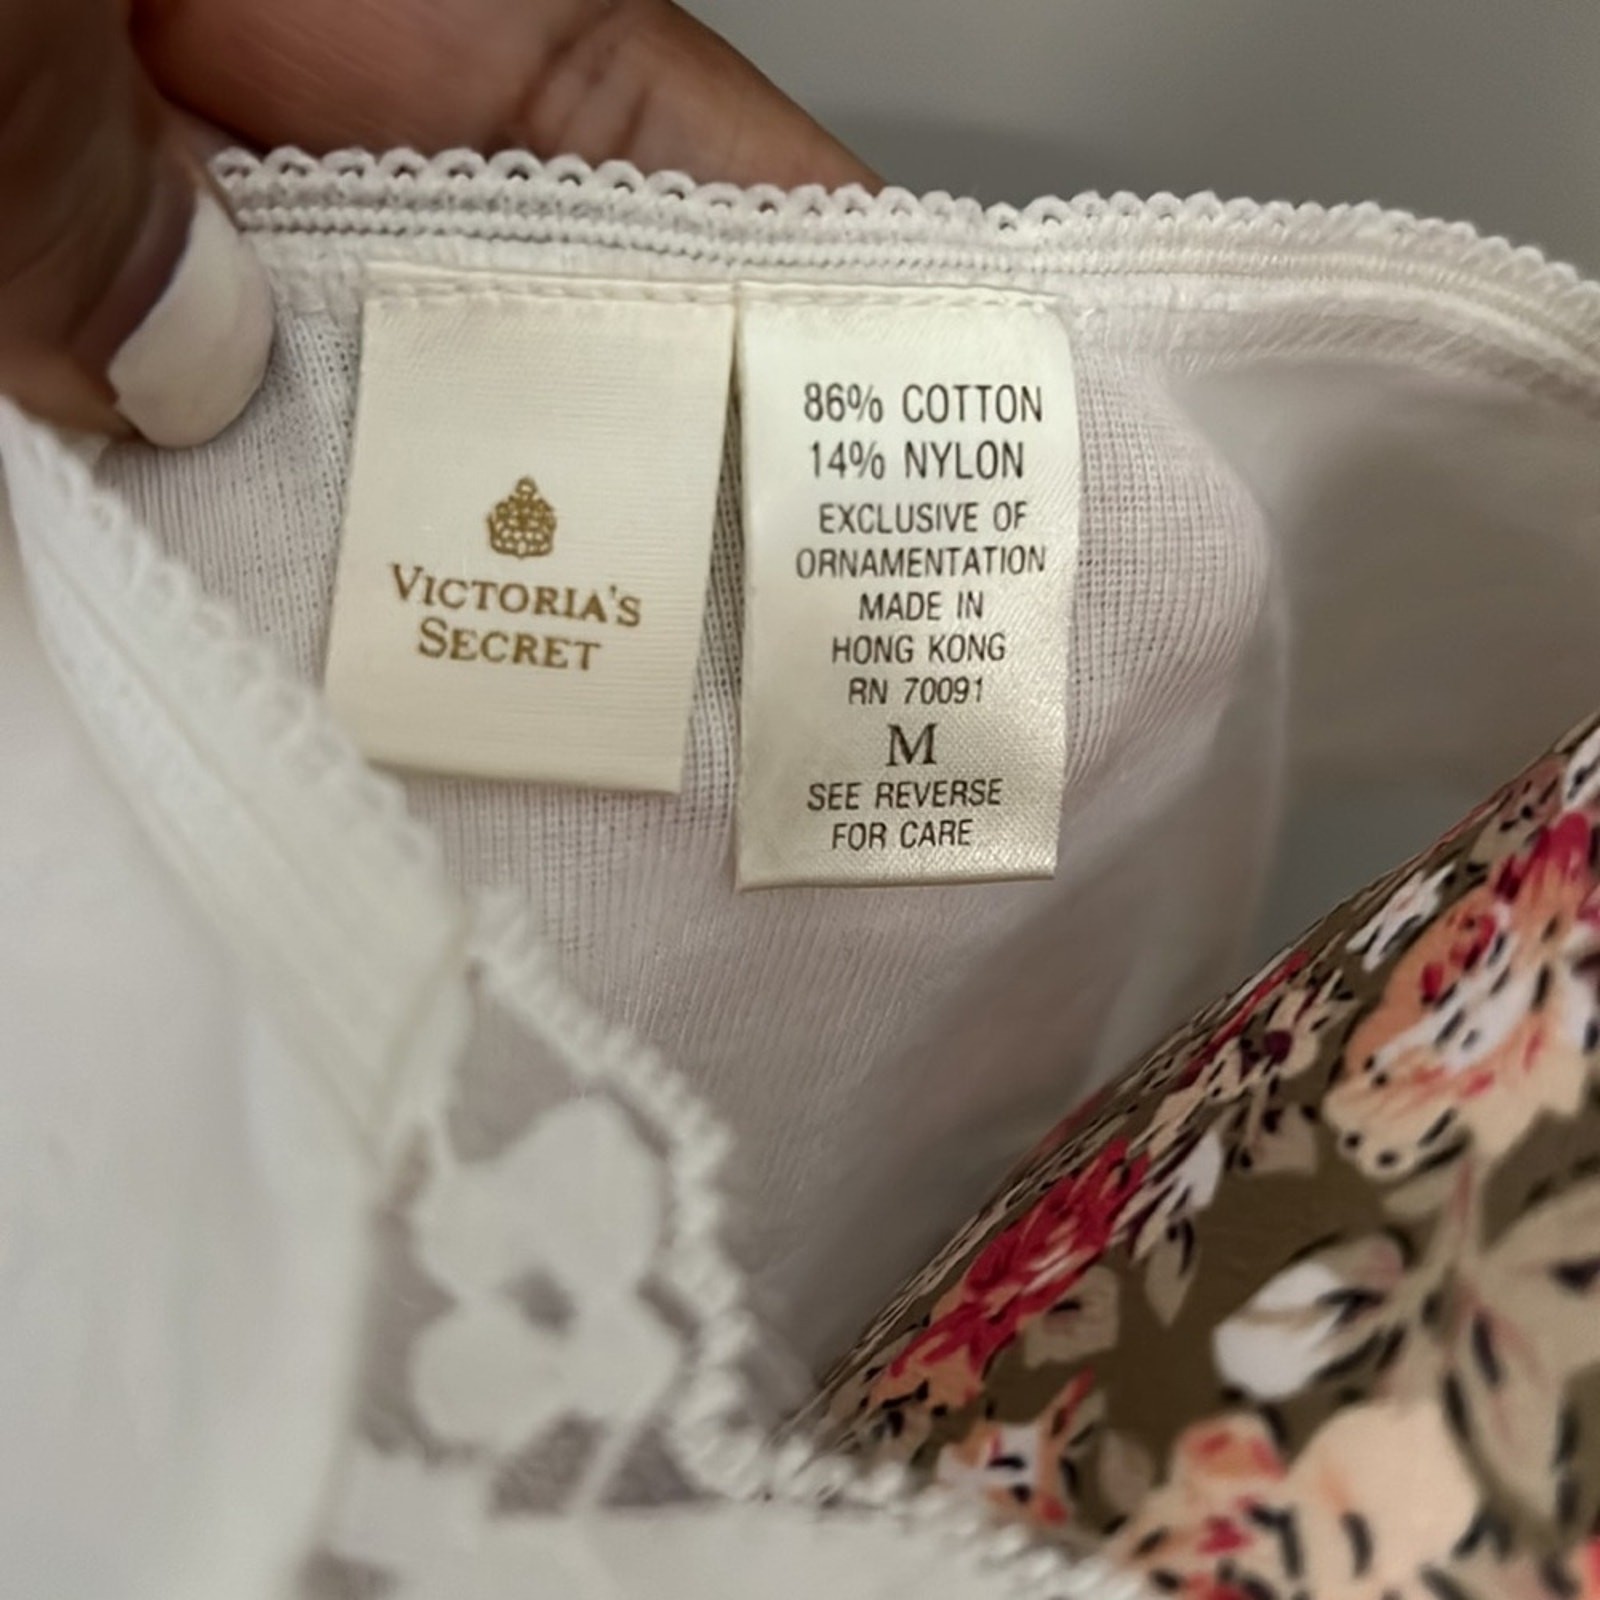 VICTORIA'S
SECRET
86% COTTON
14% NYLON
EXCLUSIVE OF
ORNAMENTATION
MADE IN
HONG KONG
RN 70091
M
SEE REVERSE
FOR CARE